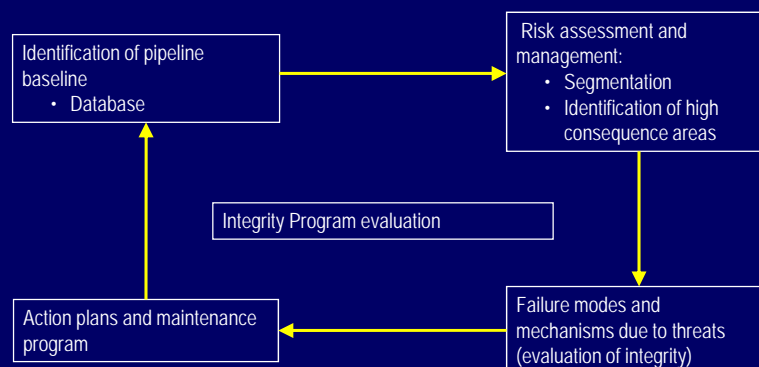 Identification of pipeline
baseline
• Database
Risk assessment and
management:
• Segmentation
• Identification of high
consequence areas
Integrity Program evaluation
Action plans and maintenance
program
Failure modes and
mechanisms due to threats
(evaluation of integrity)